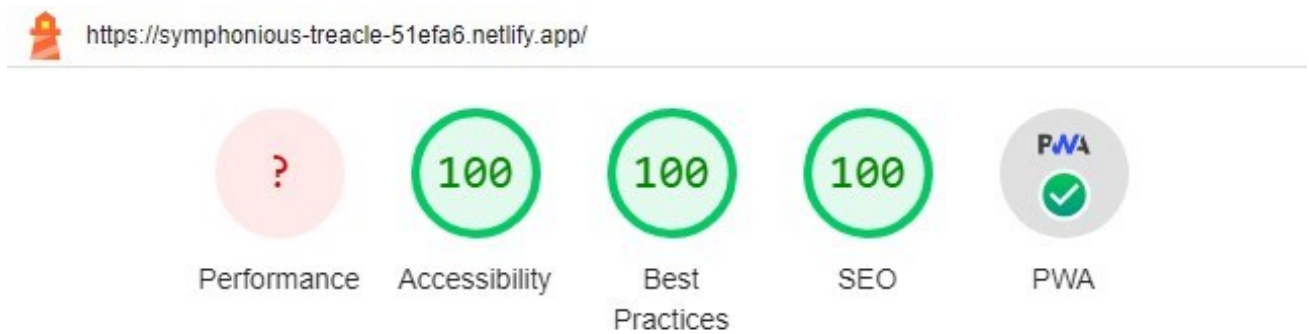 https://symphonious-treacle-51efa6.netlify.app/
?
100
100
100
PWA
Performance
Accessibility
Best
Practices
SEO
PWA